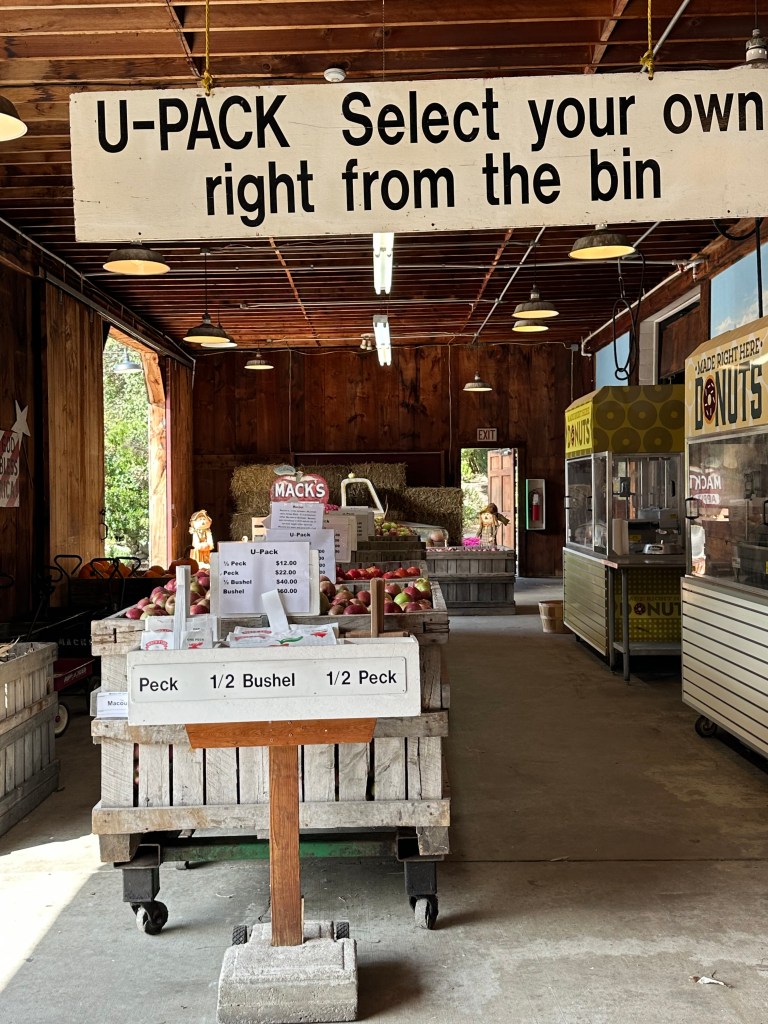 U-PACK Select your own
right from the bin
MADE RIGHT HERE
DONUTS
DONUTS
EXIT
MACK'S
U-Pack
U-Pack
½ Peck $12.00
Peck $22.00
½ Bushel $40.00
Bushel $60.00
DONUT
Peck 1/2 Bushel 1/2 Peck